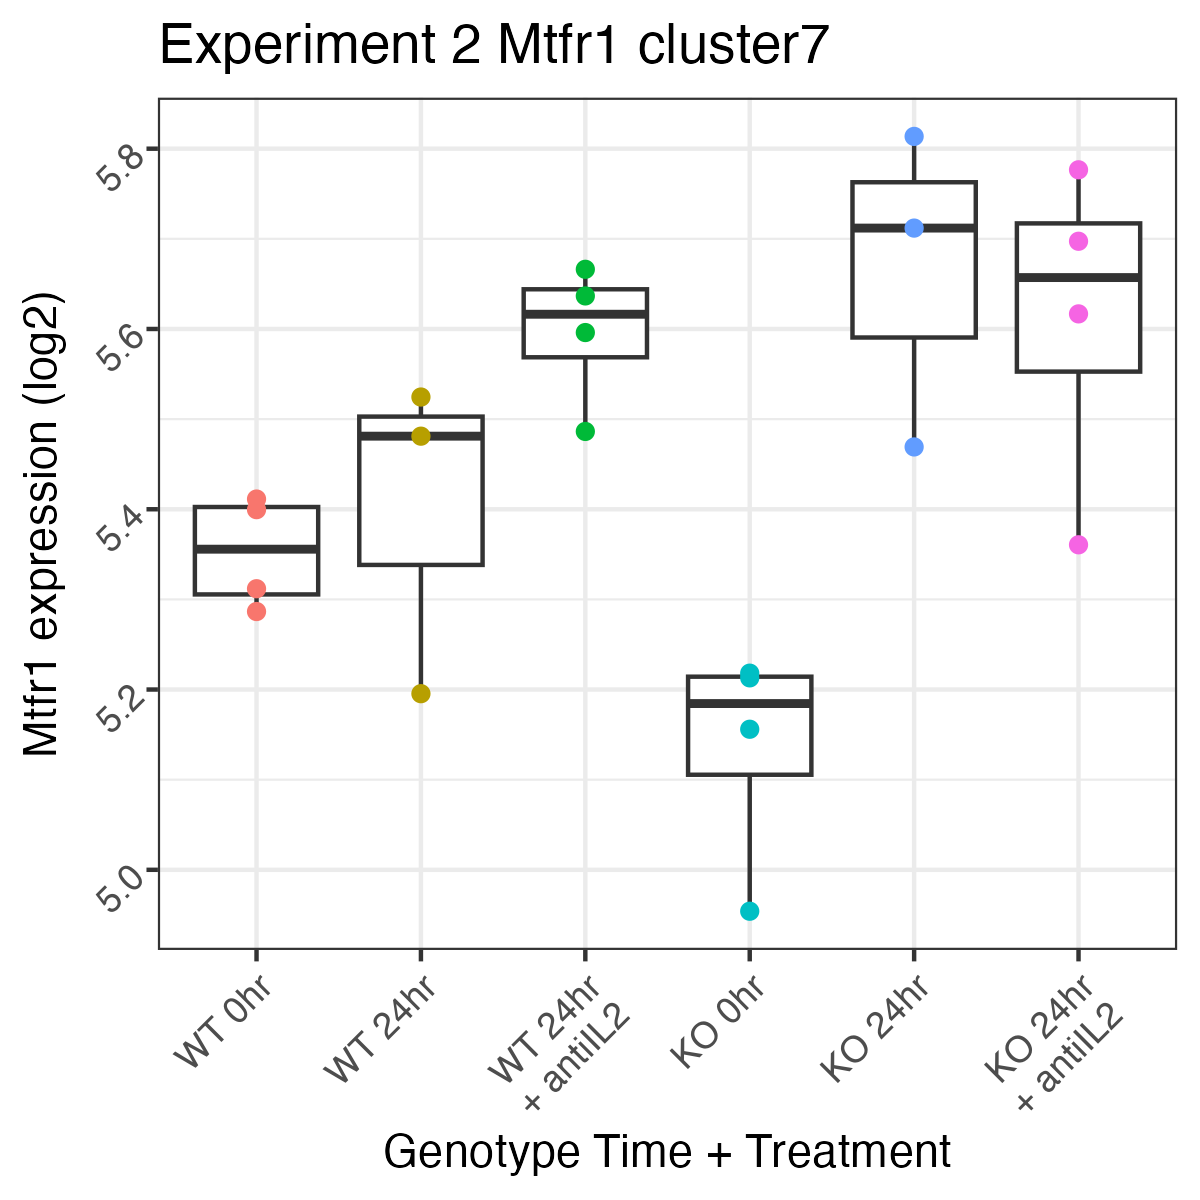 Experiment 2 Mtfr1 cluster7
Mtfr1 expression (log2)
5.8
5.6
5.4
5.2
5.0
WT 0hr
WT 24hr
WT 24hr
+ antiIL2
KO 0hr
KO 24hr
KO 24hr
+ antiIL2
Genotype Time + Treatment